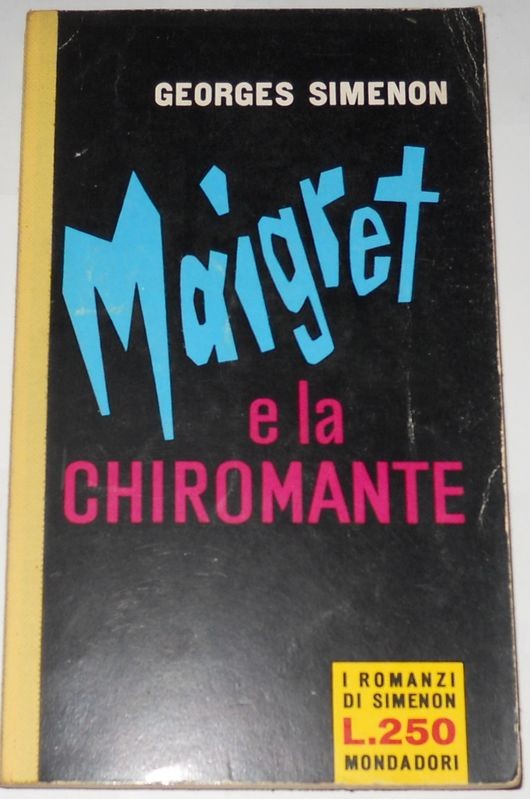 GEORGES SIMENON
Maigret
e la
CHIROMANTE
I ROMANZI
DI SIMENON
L.250
MONDADORI